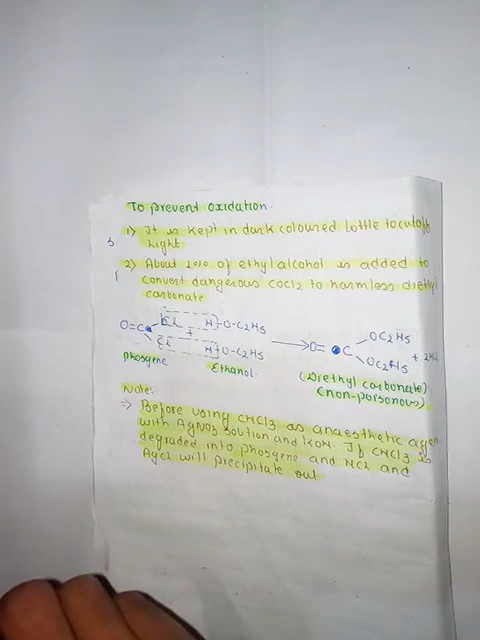 To prevent oxidation.
1) It is kept in dark coloured bottle to cutoff
light
2) About 1% of ethylalcohol is added to
convert dangerous COCl2 to harmless diethyl
carbonate
O=C Cl H-O-C2H5 OC2H5
+ → O= C + 2HCl
Cl H-O-C2H5 OC2H5
phosgene Ethanol (Diethyl carbonate)
(non-poisonous)
Note:
⇒ Before using CHCl3 as anaesthetic agen
with AgNO3 solution and KOH. If CHCl3 is
degraded into phosgene and HCl and
AgCl will precipitate out